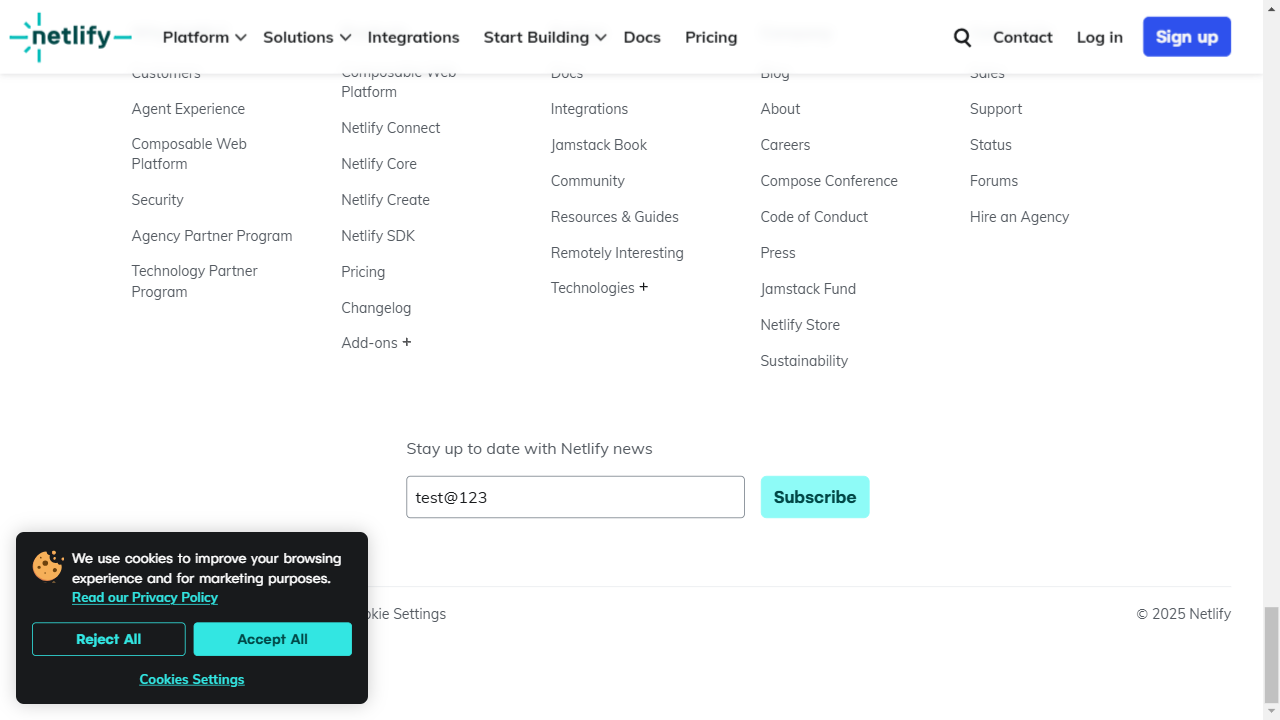 netlify
Platform
Solutions
Integrations
Start Building
Docs
Pricing
Contact
Log in
Sign up
Customers
Agent Experience
Composable Web
Platform
Security
Agency Partner Program
Technology Partner
Program
Composable Web
Platform
Netlify Connect
Netlify Core
Netlify Create
Netlify SDK
Pricing
Changelog
Add-ons +
Docs
Integrations
Jamstack Book
Community
Resources & Guides
Remotely Interesting
Technologies +
Blog
About
Careers
Compose Conference
Code of Conduct
Press
Jamstack Fund
Netlify Store
Sustainability
Sales
Support
Status
Forums
Hire an Agency
Stay up to date with Netlify news
test@123
Subscribe
We use cookies to improve your browsing
experience and for marketing purposes.
Read our Privacy Policy
Reject All
Accept All
Cookies Settings
okie Settings
© 2025 Netlify